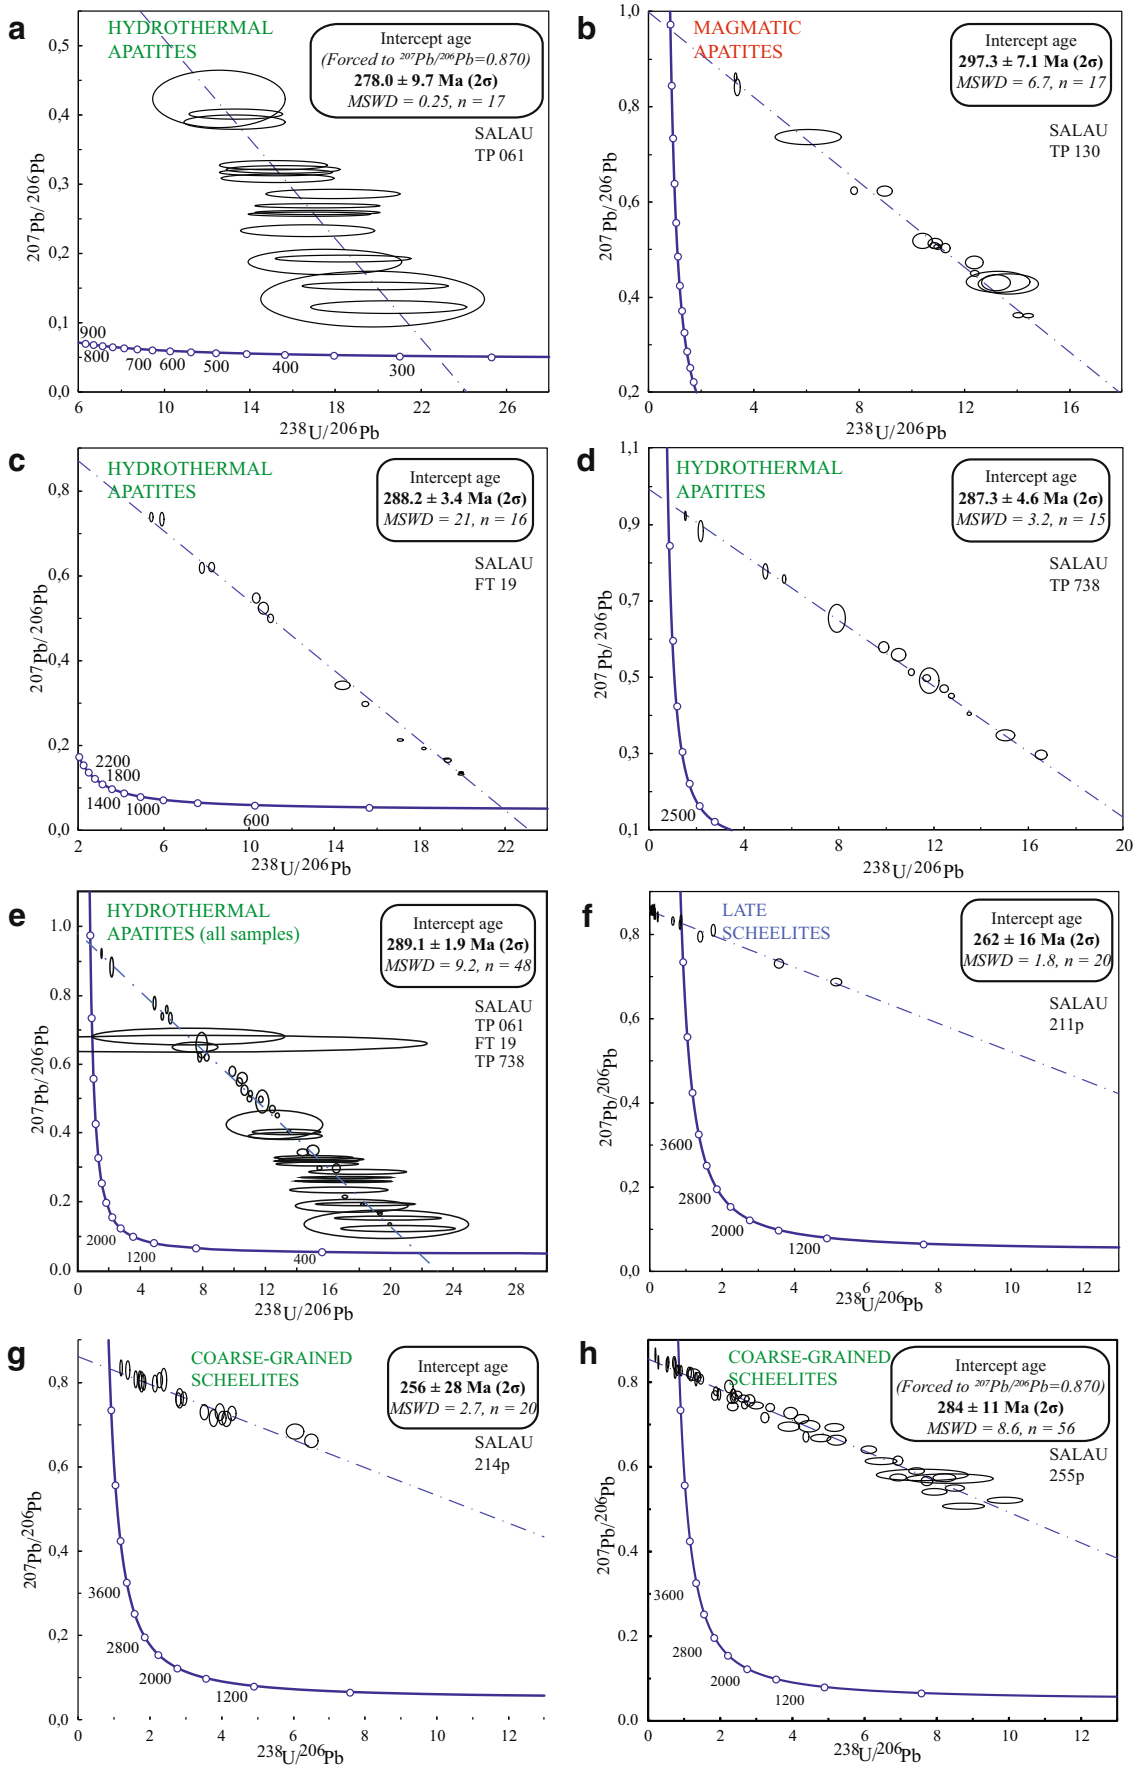 a
HYDROTHERMAL
APATITES
Intercept age
(Forced to ²⁰⁷Pb/²⁰⁶Pb=0.870)
278.0 ± 9.7 Ma (2σ)
MSWD = 0.25, n = 17
SALAU
TP 061
0,5
0,4
0,3
0,2
0,1
0,0
²⁰⁷Pb/²⁰⁶Pb
900
800
700
600
500
400
300
6
10
14
18
22
26
²³⁸U/²⁰⁶Pb
b
MAGMATIC
APATITES
Intercept age
297.3 ± 7.1 Ma (2σ)
MSWD = 6.7, n = 17
SALAU
TP 130
1,0
0,8
0,6
0,4
0,2
²⁰⁷Pb/²⁰⁶Pb
0
4
8
12
16
²³⁸U/²⁰⁶Pb
c
HYDROTHERMAL
APATITES
Intercept age
288.2 ± 3.4 Ma (2σ)
MSWD = 21, n = 16
SALAU
FT 19
0,8
0,6
0,4
0,2
0,0
²⁰⁷Pb/²⁰⁶Pb
2200
1800
1400
1000
600
2
6
10
14
18
22
²³⁸U/²⁰⁶Pb
d
HYDROTHERMAL
APATITES
Intercept age
287.3 ± 4.6 Ma (2σ)
MSWD = 3.2, n = 15
SALAU
TP 738
1,1
0,9
0,7
0,5
0,3
0,1
²⁰⁷Pb/²⁰⁶Pb
2500
0
4
8
12
16
20
²³⁸U/²⁰⁶Pb
e
HYDROTHERMAL
APATITES (all samples)
Intercept age
289.1 ± 1.9 Ma (2σ)
MSWD = 9.2, n = 48
SALAU
TP 061
FT 19
TP 738
1.0
0.8
0.6
0.4
0.2
0.0
²⁰⁷Pb/²⁰⁶Pb
2000
1200
400
0
4
8
12
16
20
24
28
²³⁸U/²⁰⁶Pb
f
LATE
SCHEELITES
Intercept age
262 ± 16 Ma (2σ)
MSWD = 1.8, n = 20
SALAU
211p
0,8
0,6
0,4
0,2
0,0
²⁰⁷Pb/²⁰⁶Pb
3600
2800
2000
1200
0
2
4
6
8
10
12
²³⁸U/²⁰⁶Pb
g
COARSE-GRAINED
SCHEELITES
Intercept age
256 ± 28 Ma (2σ)
MSWD = 2.7, n = 20
SALAU
214p
0,8
0,6
0,4
0,2
0.0
²⁰⁷Pb/²⁰⁶Pb
3600
2800
2000
1200
0
2
4
6
8
10
12
²³⁸U/²⁰⁶Pb
h
COARSE-GRAINED
SCHEELITES
Intercept age
(Forced to ²⁰⁷Pb/²⁰⁶Pb=0.870)
284 ± 11 Ma (2σ)
MSWD = 8.6, n = 56
SALAU
255p
0.8
0.6
0.4
0.2
0.0
²⁰⁷Pb/²⁰⁶Pb
3600
2800
2000
1200
0
2
4
6
8
10
12
²³⁸U/²⁰⁶Pb